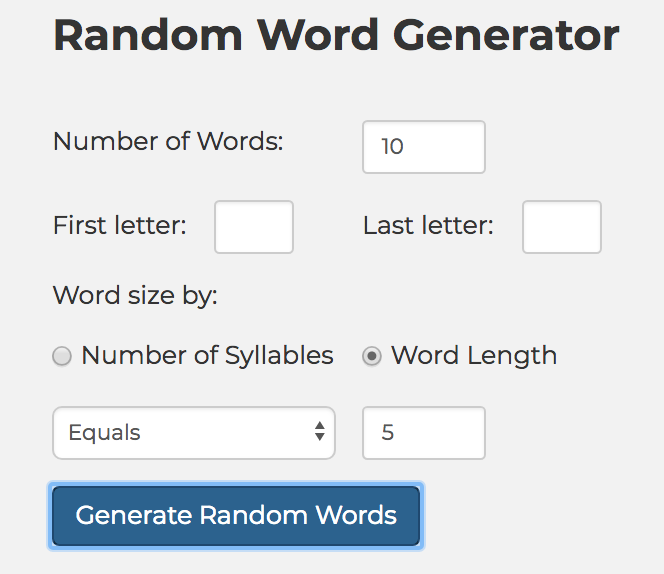 Random Word Generator
Number of Words: 10
First letter: Last letter:
Word size by:
Number of Syllables Word Length
Equals 5
Generate Random Words